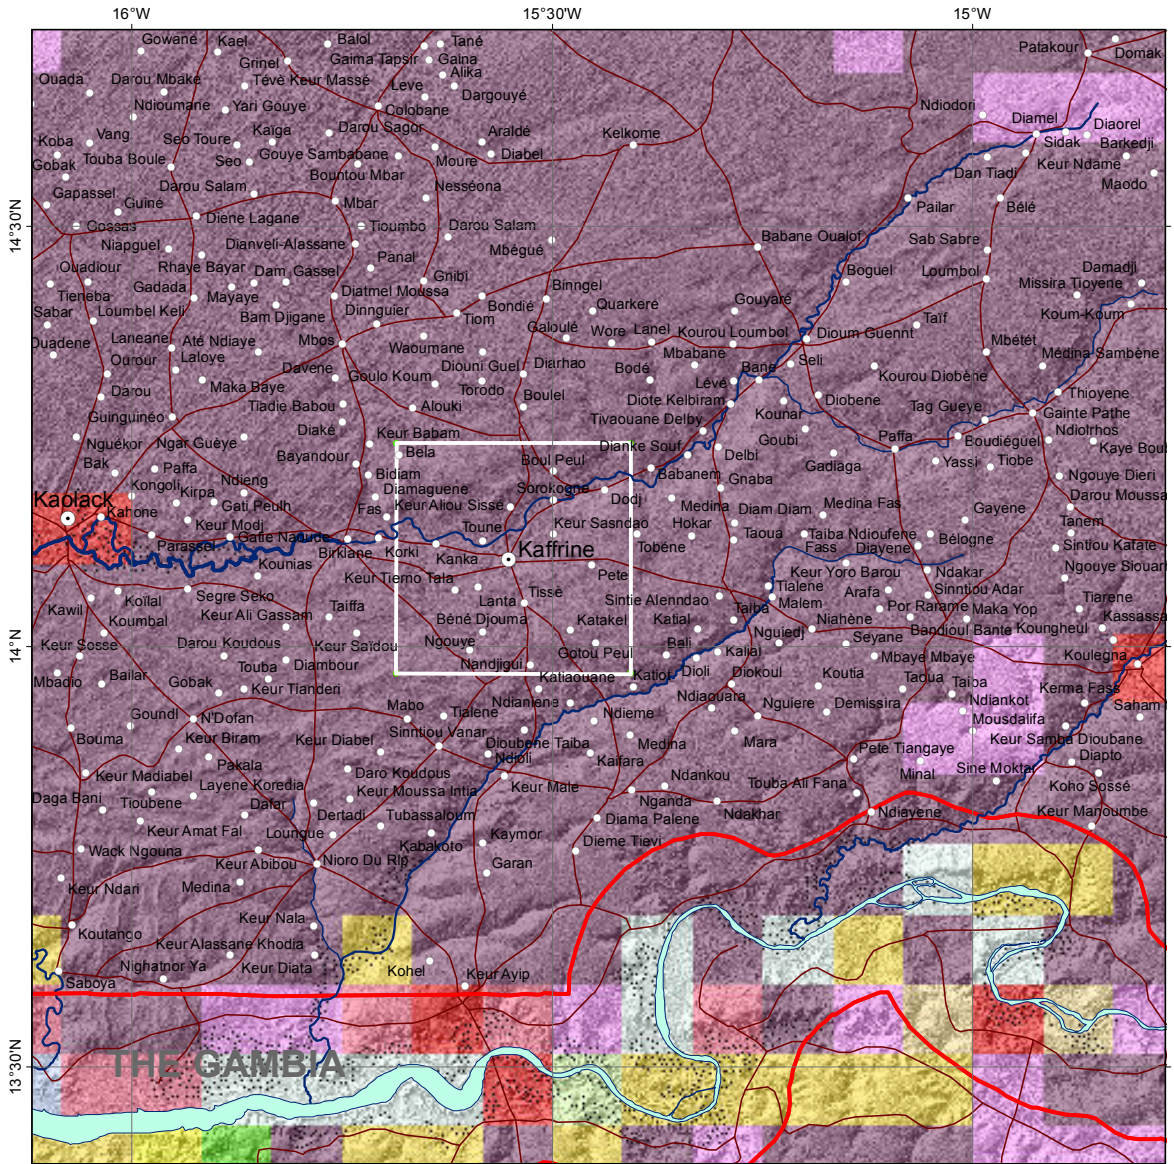 16°W 15°30'W 15°W
Gowané Kael Balol Tané Patakour Domak
Grinel Gaima Tapsir Gaina
Ouada Darou Mbake Tévè Keur Massé Alika
Leve Dargouyé
Ndioumane Yari Gouye Colobane Ndiodori
Koba Vang Seo Toure Kaïga Darou Sagor Araldé Kelkome Diamel Diaorel
Gobak Touba Boule Seo Gouye Sambabane Moure Diabel Sidak Barkedji
Bountou Mbar Dan Tiadi Keur Ndame
Gapassel Guiné Darou Salam Nesséona Maodo
Mbar Pailar Bélé
14°30'N
Gossas Diene Lagane Tioumbo Darou Salam
Niapguel Dianveli-Alassane Mbégué Babane Oualof Sab Sabre
Ouadiour Rhaye Bayar Dam Gassel Panal Gnibi Boguel Loumbol Damadji
Tieneba Gadada Mayaye Diatmel Moussa Binngel Missira Tioyene
Sabar Loumbel Keli Bam Djigane Dinnguier Bondié Quarkere Gouyare Koum-Koum
Tiom Taïf
Ouadene Laneane Até Ndiaye Mbos Galoulé Wore Lanel Kourou Loumbol Dioum Guennt
Ourour Laloye Waoumane Mbabane Mbétét Médina Sambène
Davene Diouni Guel Diarhao Bodé Bane Seli
Darou Maka Baye Goulo Koum Torodo Lévé Kourou Diobène Thioyene
Guinguinéo Tiadie Babou Alouki Boulel Diote Kelbiram Kounar Diobene Tag Gueye Gainte Pathe
Tivaouane Delby
Nguékor Ngar Guèye Diaké Keur Babam Dianke Souf Goubi Paffa Boudiéguel Ndiolrhos
Bak Paffa Bayandour Bela Boul Peul Delbi Gadiaga Yassi Tiobe Kaye Bou
Kongoli Kirpa Ndieng Bidiam Babanem Gnaba Ngouye Dieri
Kaolack Gati Peulh Diamaguene Sorokogne Dodj Medina Diam Diam Medina Fas Darou Moussa
Kahone Keur Modj Fas Keur Aliou Sissé Gayène
Parassel Gatie Naoude Toune Keur Sasndao Hokar Taiba Ndioufene Tanem
Birklane Korki Kanka Kaffrine Tobène Taoua Fass Diayene Bélogne Sintiou Katate
Kounias Keur Tierno Tala Pete Keur Yoro Barou Ndakar Ngouye Siouar
Kawil Koïlal Segre Seko Taiffa Lanta Tisse Sintie Alenndao Tialene Arafa Sinntiou Adar Tiarene
Koumbal Keur Ali Gassam Béné Djouma Katakel Katial Taiba Malem Por Rarame Maka Yop Kassassa
Keur Sosse Darou Koudous Keur Saïdou Ngouye Gotou Peul Bali Nguiedj Niahène Bandioul Bante Koungheul
14°N
Touba Diambour Nandjigui Kalial Seyane Koulegna
Mbadio Bailar Gobak Keur Tianderi Katiaouane Katiof Dioli Diokoul Koutia Mbaye Mbaye Kerma Fass
Goundl N'Dofan Mabo Tialene Ndianiene Ndiaouara Nguiere Demissira Taoua Taiba Saham
Bouma Keur Biram Keur Diabel Sinntiou Vanar Ndieme Medina Mara Ndiankot
Pakala Dioubene Taiba Mousdalifa
Keur Madiabel Ndioli Kaïfara Pete Tiangaye Keur Samba Dioubane
Daga Bani Tioubene Layene Koredia Daro Koudous Keur Male Ndankou Touba Ali Fana Minal Sine Moktar Diapto
Dafar Keur Moussa Intia Nganda Ndakhar Koho Sossé
Keur Amat Fal Lounque Dertadi Tubassaloum Diama Palene Ndiayene Keur Manoumbe
Wack Ngouna Keur Abibou Kabakoto Kaymor Dieme Tievi
Nioro Du Rip Garan
Keur Ndari Medina
Koutango Keur Nala
Keur Alassane Khodia
Nighatnor Ya Keur Diata Kohel Keur Ayip
Saboya
THE GAMBIA
13°30'N